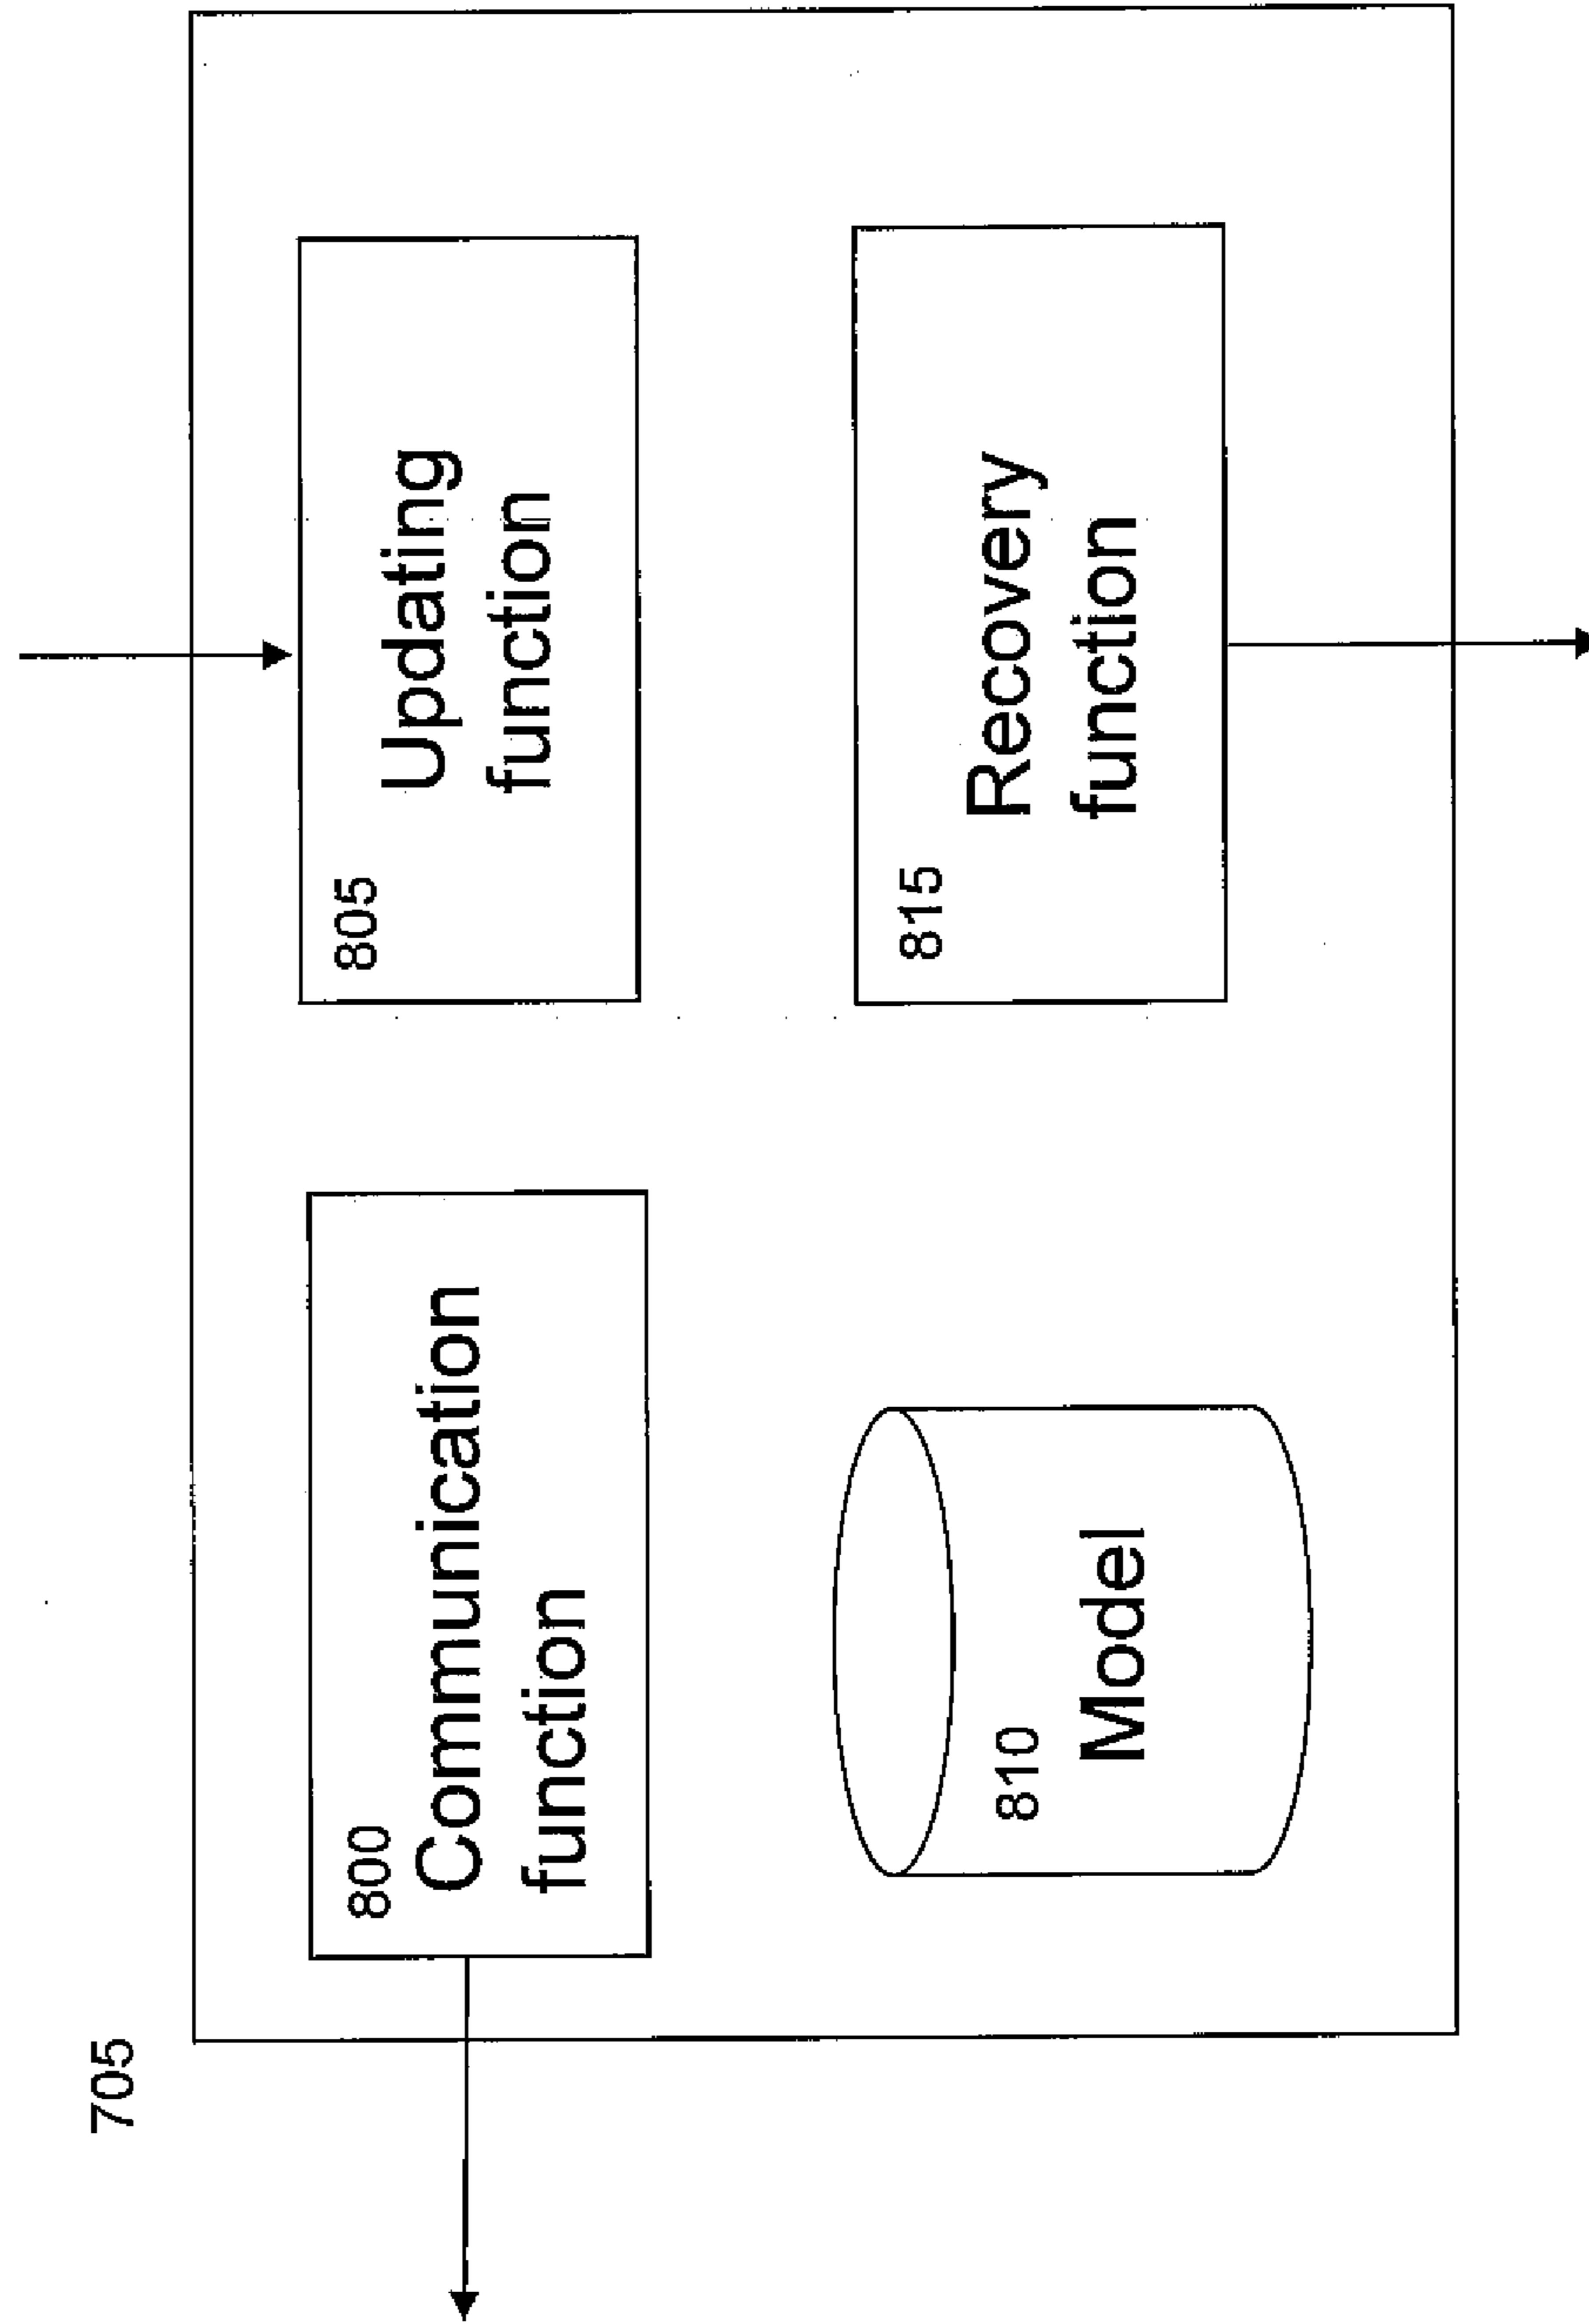 705
800
Communication
function
805
Updating
function
810
Model
815
Recovery
function